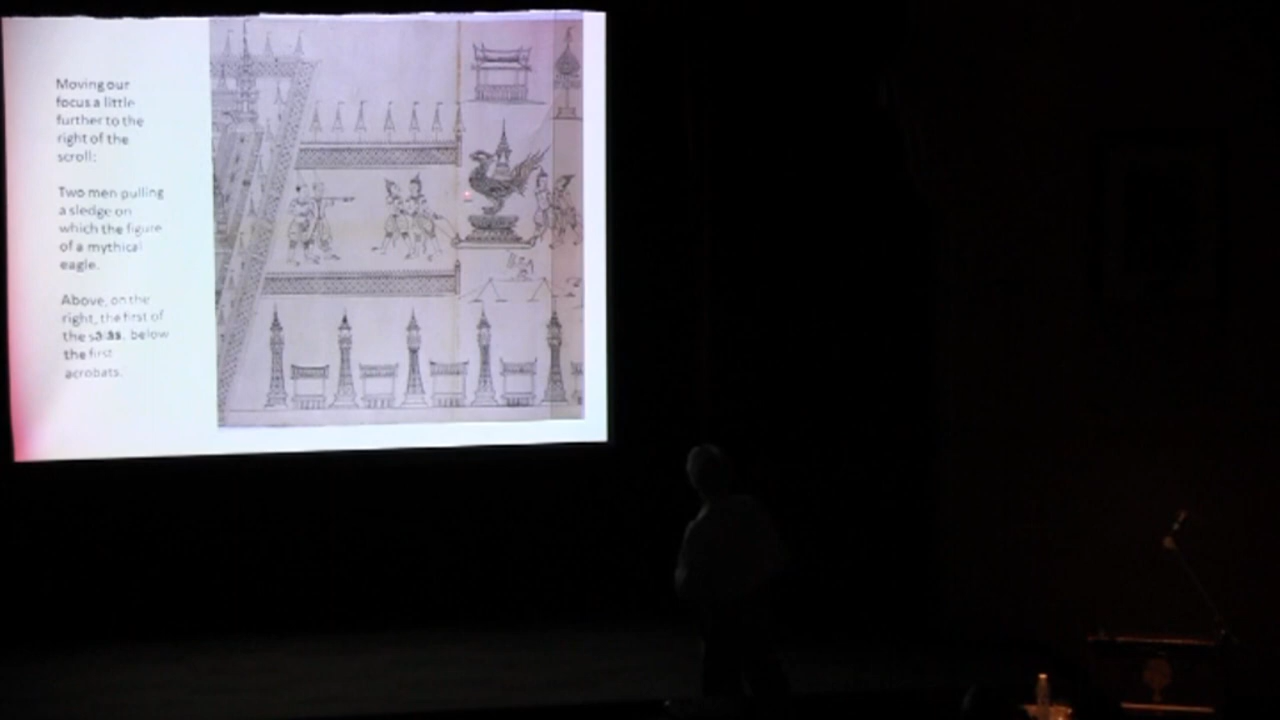 Moving our
focus a little
further to the
right of the
scroll:
Two men pulling
a sledge on
which the figure
of a mythical
eagle.
Above, on the
right, the first of
the below
the first
acrobats.